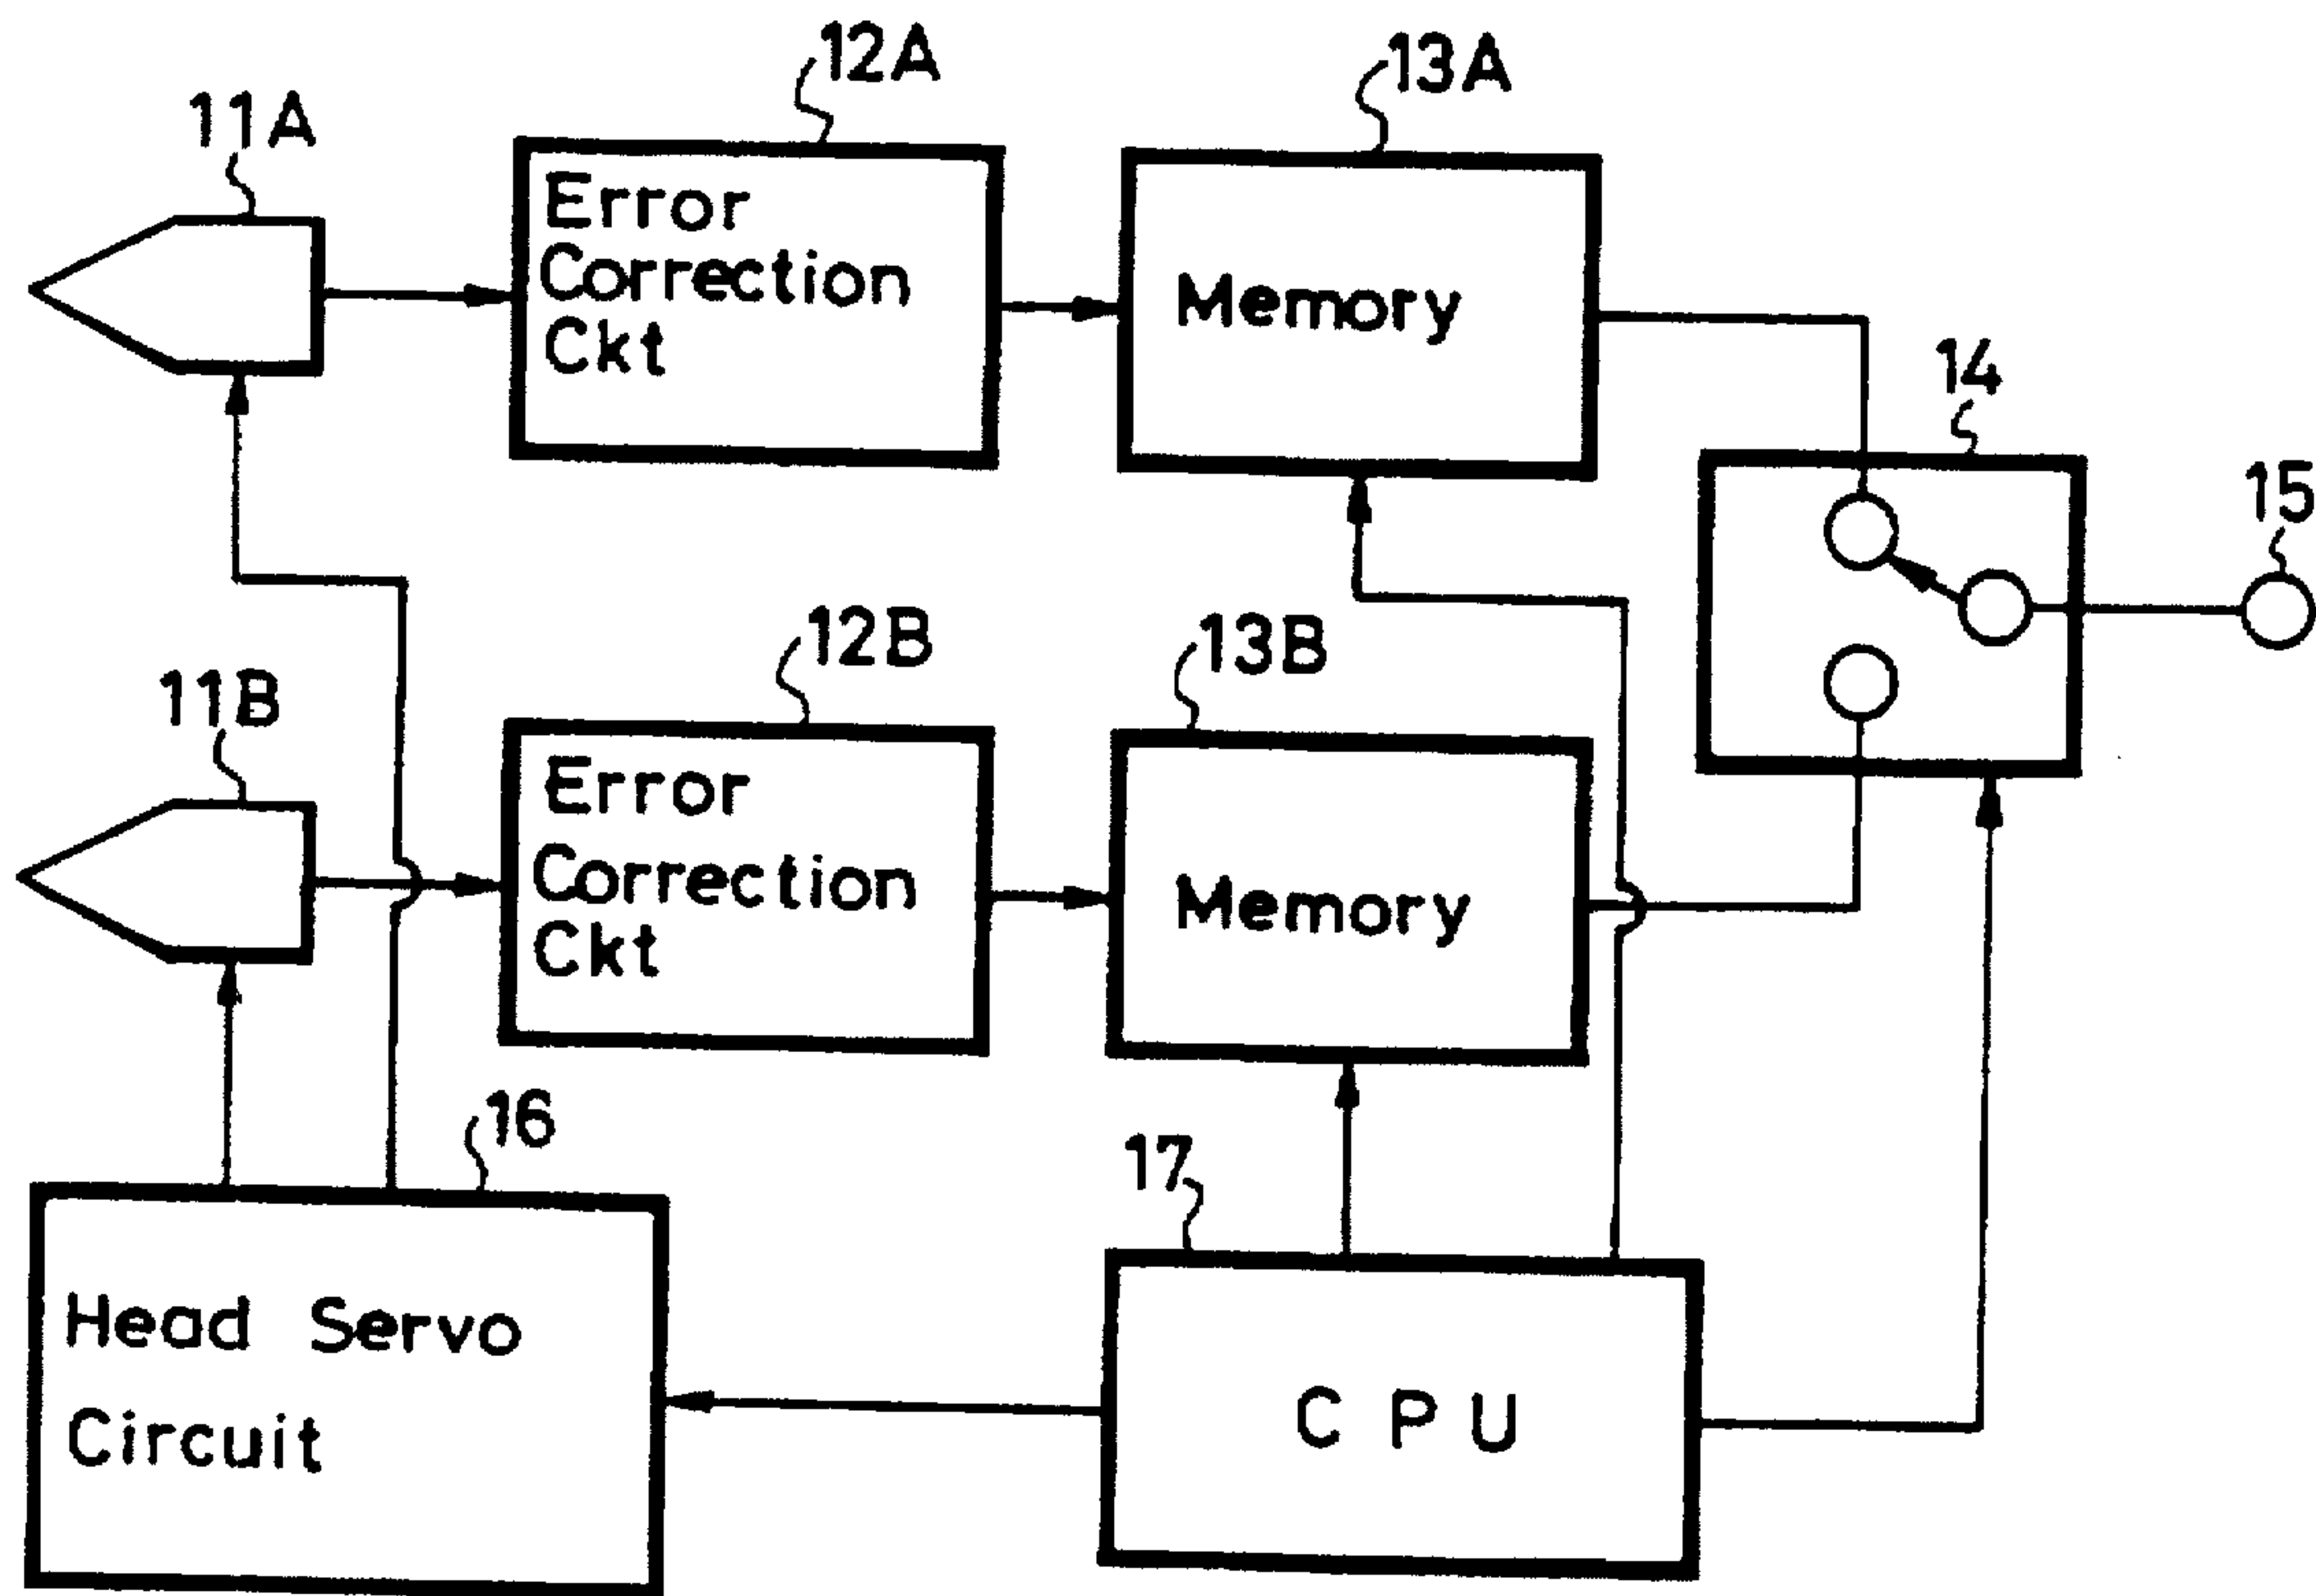 12A
13A
11A
Error
Correction
Ckt
Memory
14
15
12B
13B
11B
Error
Correction
Ckt
Memory
16
17
Head Servo
Circuit
CPU